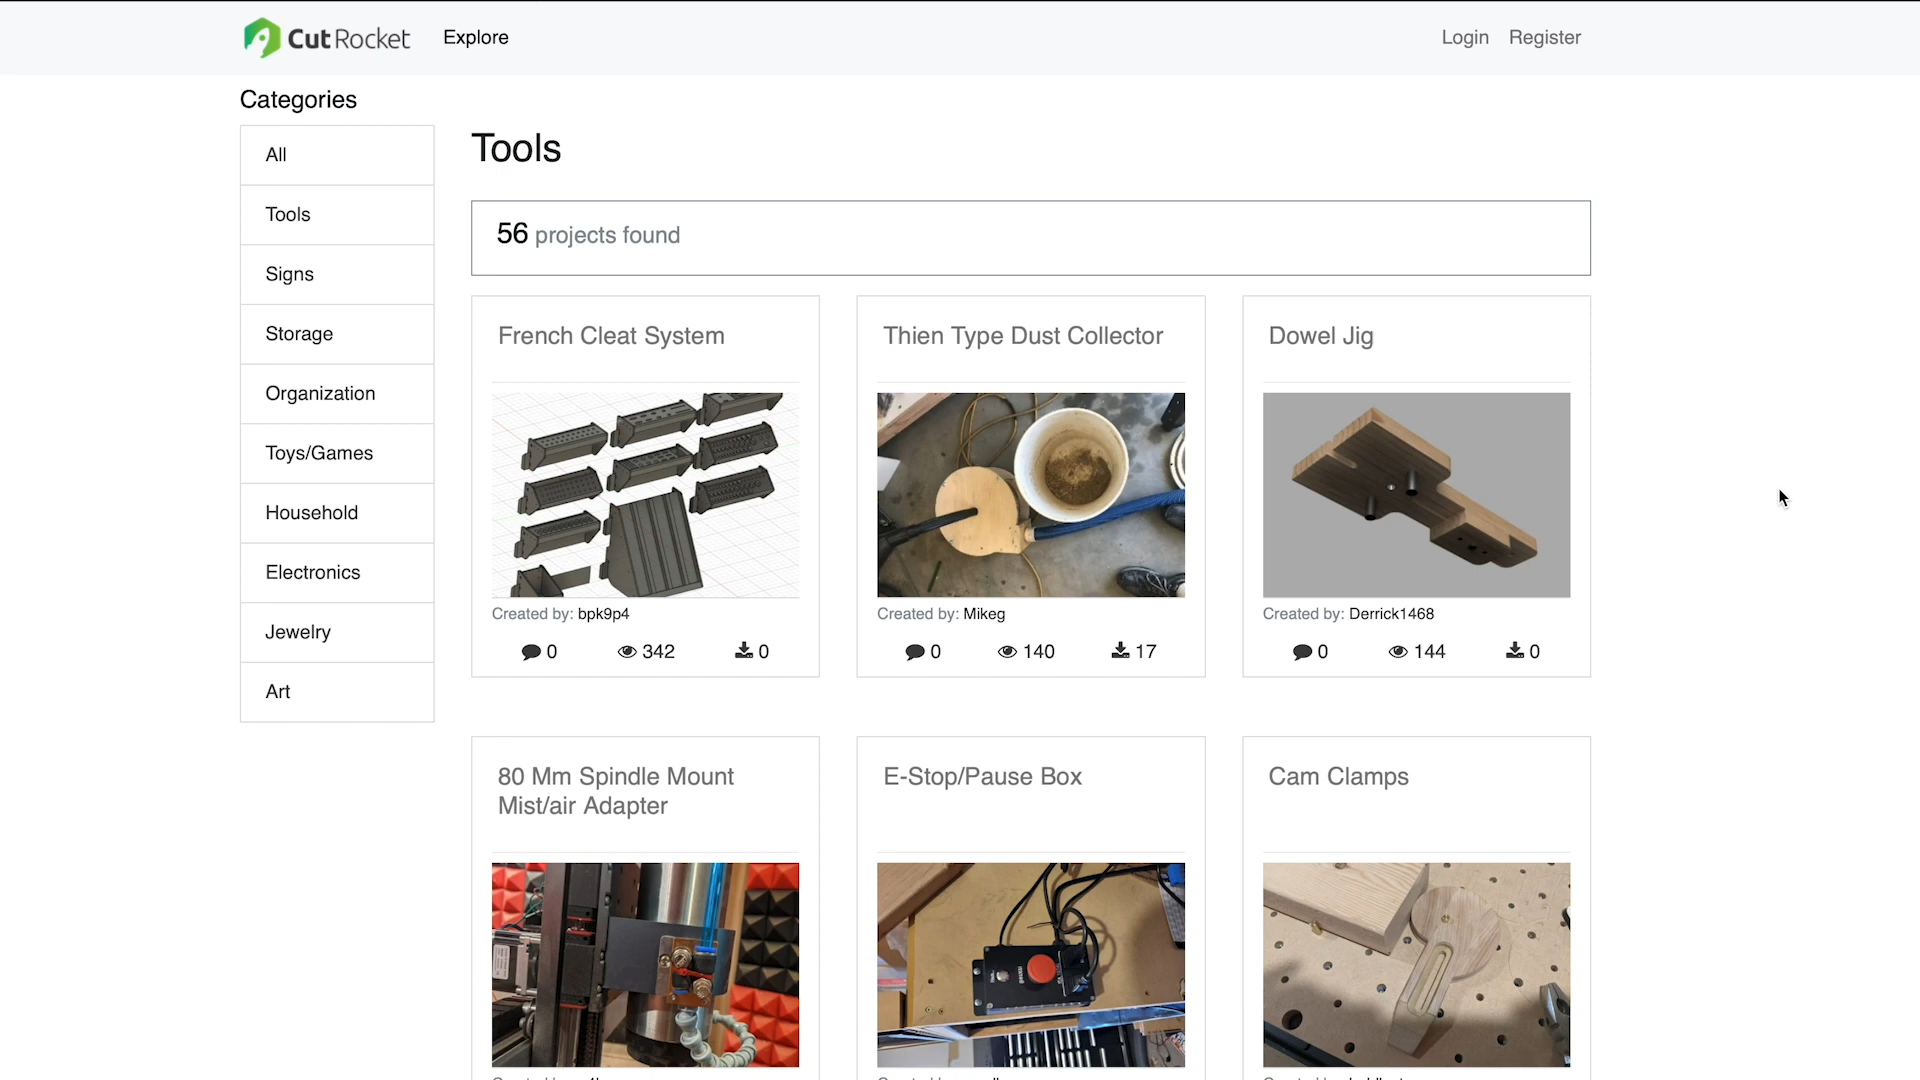 CutRocket
Explore
Login
Register
Categories
All
Tools
Signs
Storage
Organization
Toys/Games
Household
Electronics
Jewelry
Art
Tools
56 projects found
French Cleat System
Created by: bpk9p4
0
342
0
Thien Type Dust Collector
Created by: Mikeg
0
140
17
Dowel Jig
Created by: Derrick1468
0
144
0
80 Mm Spindle Mount
Mist/air Adapter
E-Stop/Pause Box
Cam Clamps